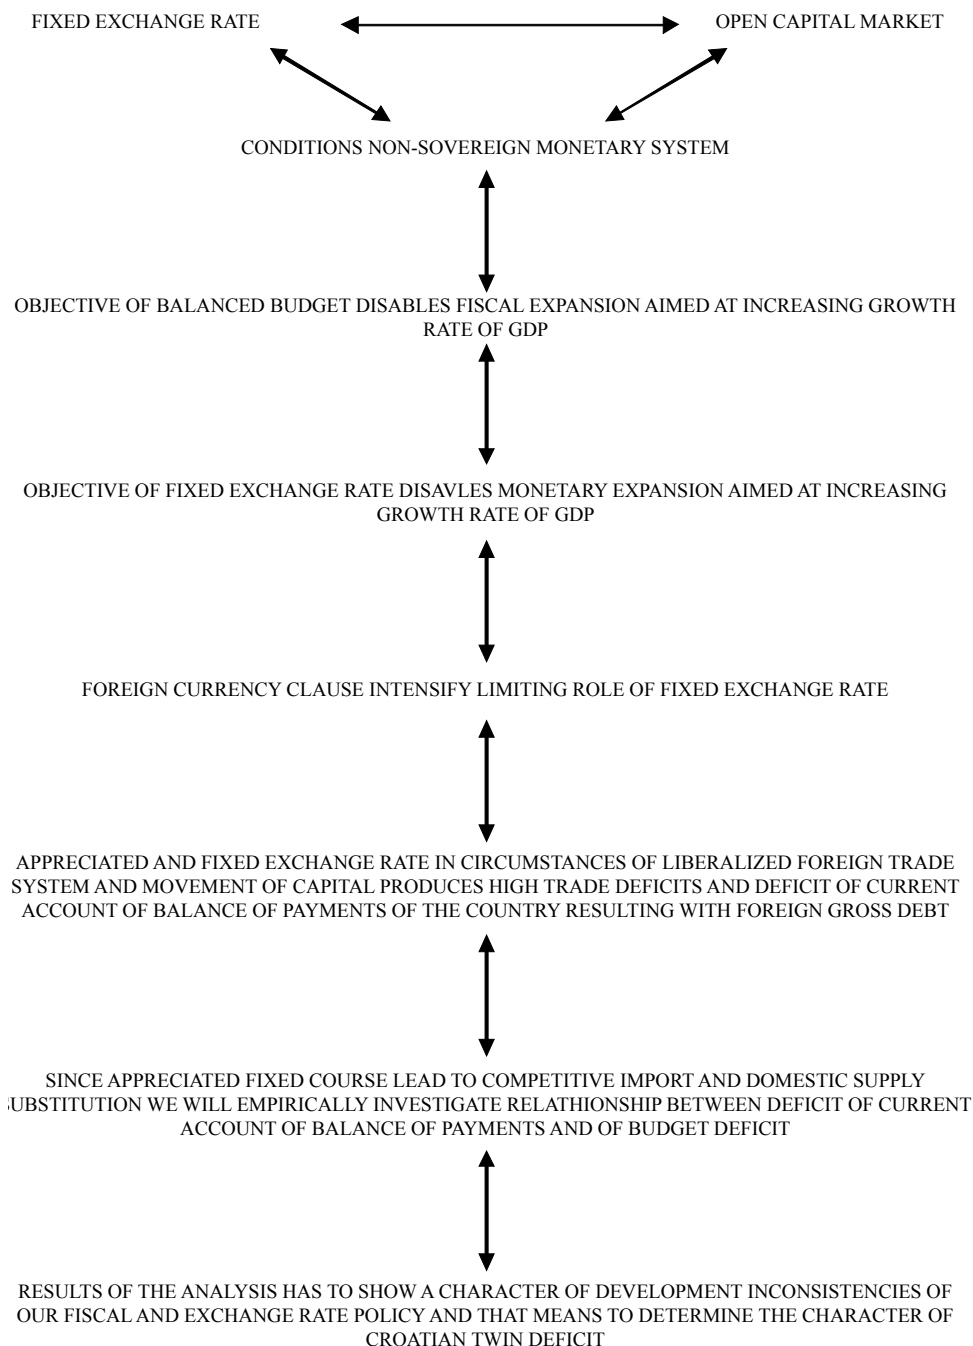 FIXED EXCHANGE RATE
OPEN CAPITAL MARKET
CONDITIONS NON-SOVEREIGN MONETARY SYSTEM
OBJECTIVE OF BALANCED BUDGET DISABLES FISCAL EXPANSION AIMED AT INCREASING GROWTH
RATE OF GDP
OBJECTIVE OF FIXED EXCHANGE RATE DISAVLES MONETARY EXPANSION AIMED AT INCREASING
GROWTH RATE OF GDP
FOREIGN CURRENCY CLAUSE INTENSIFY LIMITING ROLE OF FIXED EXCHANGE RATE
APPRECIATED AND FIXED EXCHANGE RATE IN CIRCUMSTANCES OF LIBERALIZED FOREIGN TRADE
SYSTEM AND MOVEMENT OF CAPITAL PRODUCES HIGH TRADE DEFICITS AND DEFICIT OF CURRENT
ACCOUNT OF BALANCE OF PAYMENTS OF THE COUNTRY RESULTING WITH FOREIGN GROSS DEBT
SINCE APPRECIATED FIXED COURSE LEAD TO COMPETITIVE IMPORT AND DOMESTIC SUPPLY
UBSTITUTION WE WILL EMPIRICALLY INVESTIGATE RELATHIONSHIP BETWEEN DEFICIT OF CURRENT
ACCOUNT OF BALANCE OF PAYMENTS AND OF BUDGET DEFICIT
RESULTS OF THE ANALYSIS HAS TO SHOW A CHARACTER OF DEVELOPMENT INCONSISTENCIES OF
OUR FISCAL AND EXCHANGE RATE POLICY AND THAT MEANS TO DETERMINE THE CHARACTER OF
CROATIAN TWIN DEFICIT